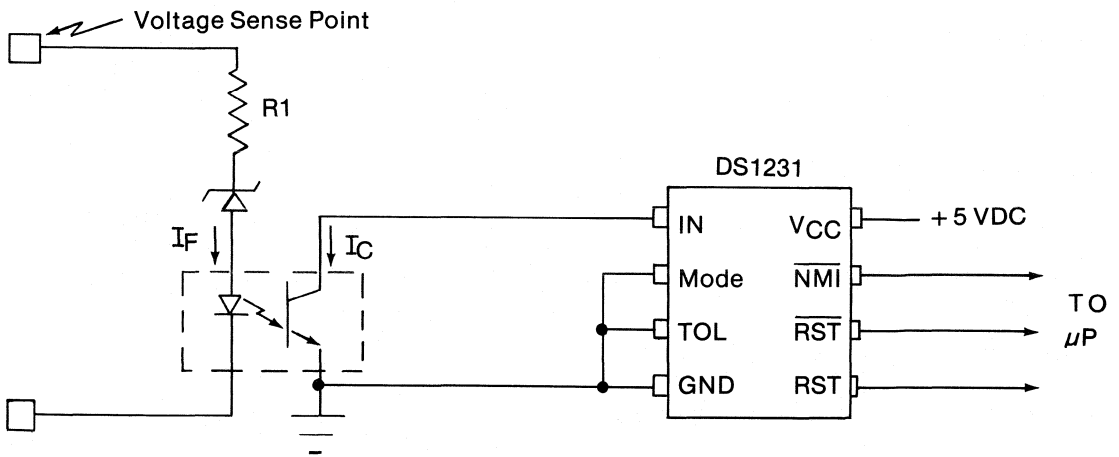 Voltage Sense Point
R1
DS1231
IN
VCC
+5 VDC
IF
IC
Mode
NMI
TO
TOL
RST
μP
GND
RST